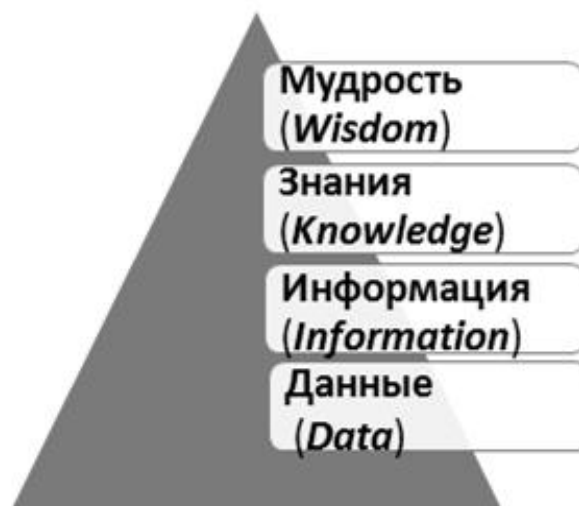 Мудрость
(Wisdom)
Знания
(Knowledge)
Информация
(Information)
Данные
(Data)